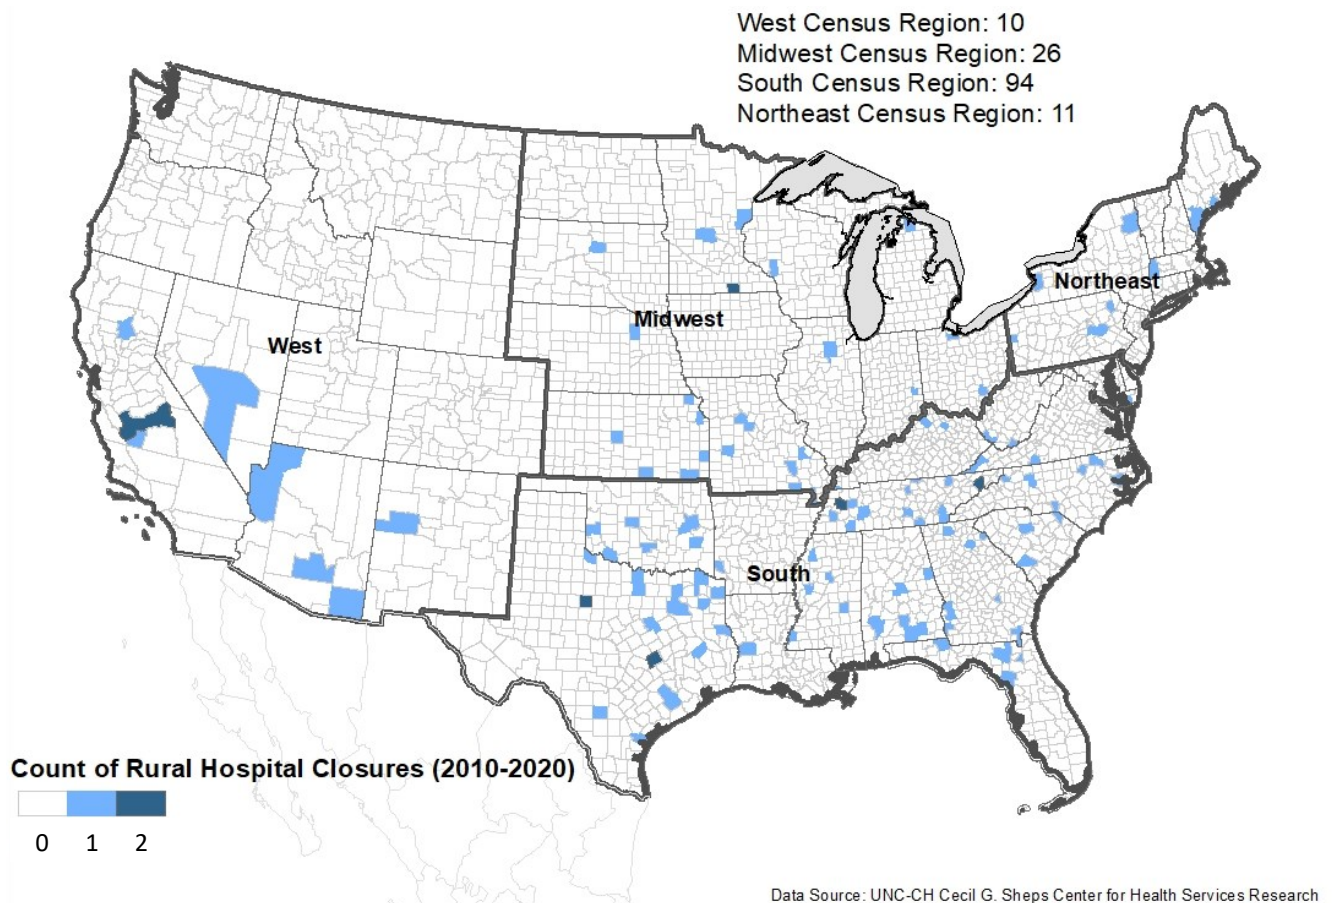 West Census Region: 10
Midwest Census Region: 26
South Census Region: 94
Northeast Census Region: 11
Northeast
Midwest
West
South
Count of Rural Hospital Closures (2010-2020)
0 1 2
Data Source: UNC-CH Cecil G. Sheps Center for Health Services Research